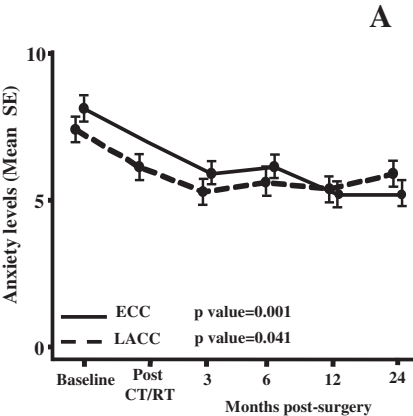 A
10
5
0
Anxiety levels (Mean SE)
ECC p value=0.001
LACC p value=0.041
Baseline Post CT/RT 3 6 12 24
Months post-surgery